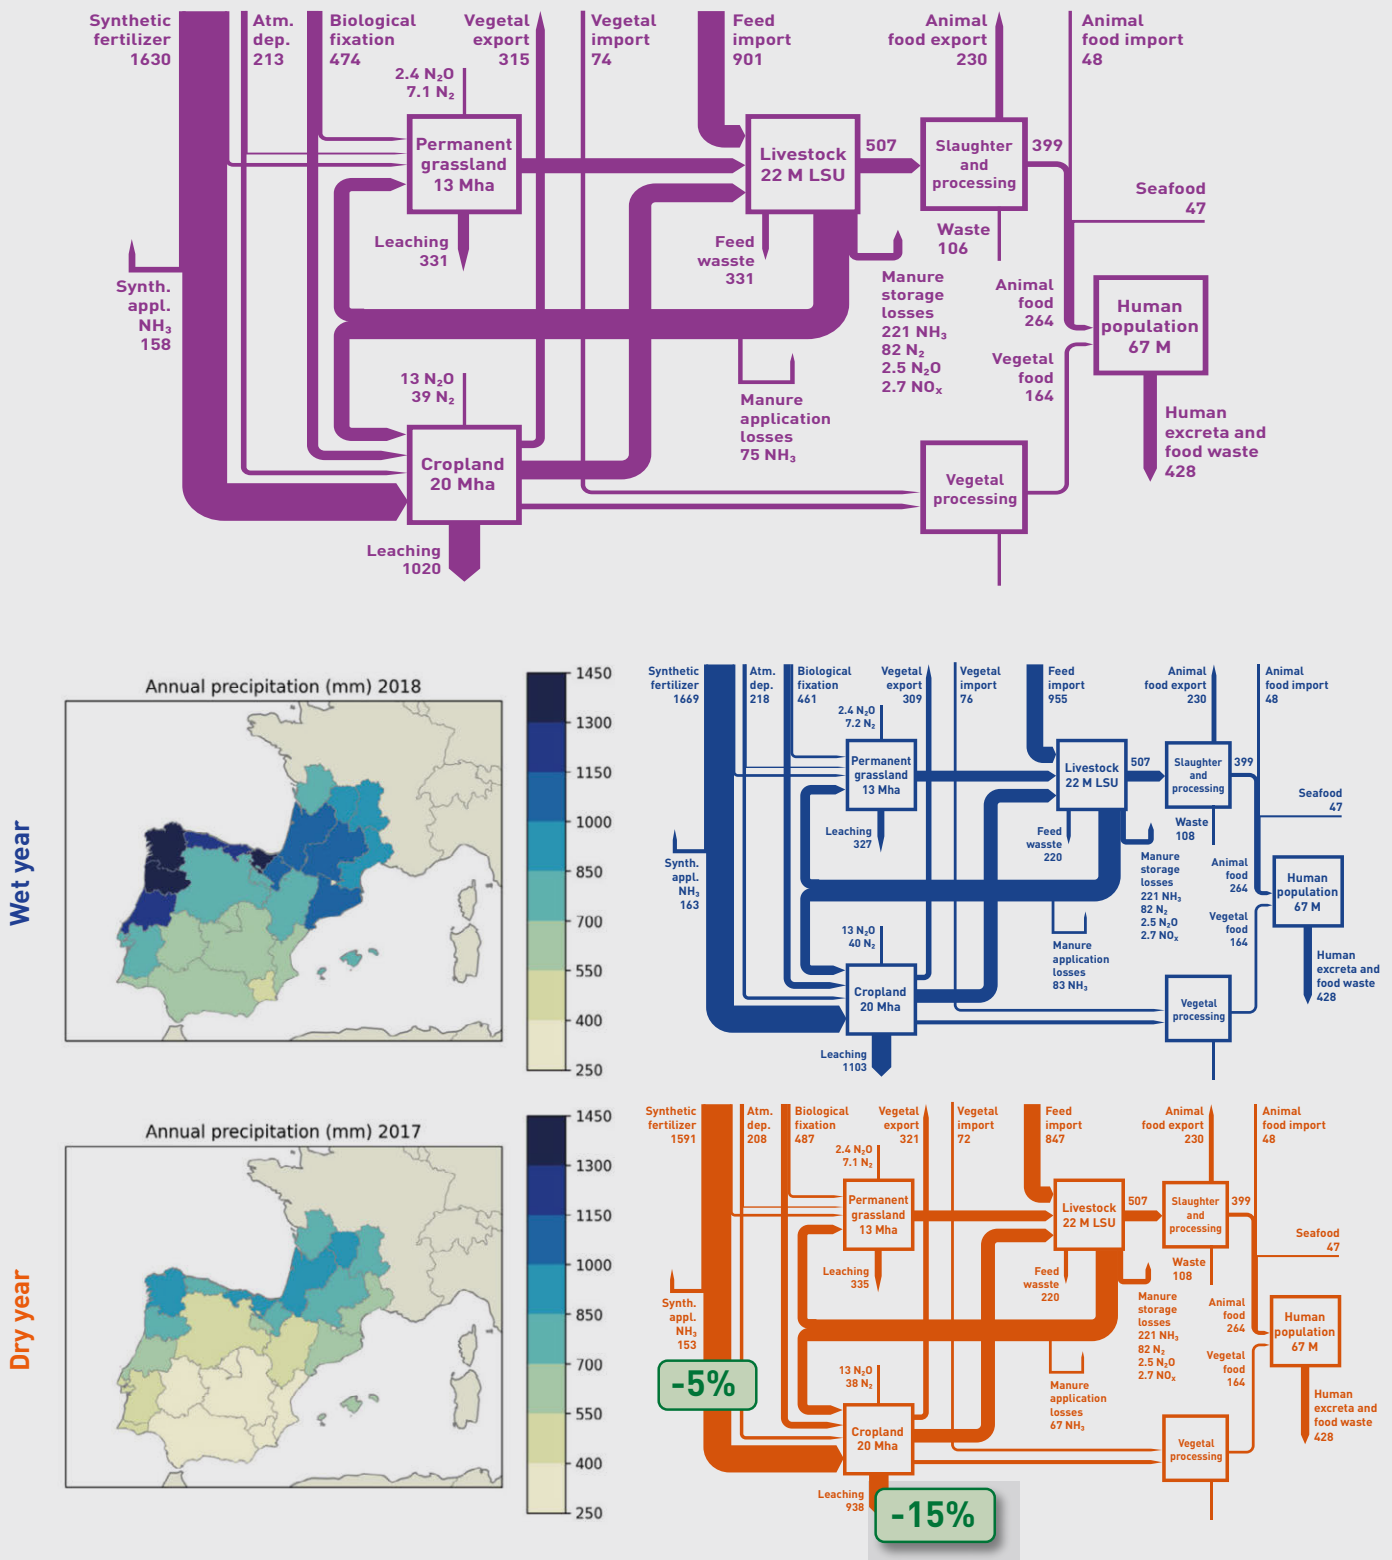 Synthetic
fertilizer
1630
Atm.
dep.
213
Biological
fixation
474
Vegetal
export
315
Vegetal
import
74
Feed
import
901
Animal
food export
230
Animal
food import
48
2.4 N₂O
7.1 N₂
Permanent
grassland
13 Mha
Livestock
22 M LSU
507
Slaughter
and
processing
399
Seafood
47
Leaching
331
Feed
wasste
331
Waste
106
Synth.
appl.
NH₃
158
Manure
storage
losses
221 NH₃
82 N₂
2.5 N₂O
2.7 NOₓ
Animal
food
264
Human
population
67 M
Vegetal
food
164
13 N₂O
39 N₂
Manure
application
losses
75 NH₃
Human
excreta and
food waste
428
Cropland
20 Mha
Vegetal
processing
Leaching
1020
Wet year
Annual precipitation (mm) 2018
1450
1300
1150
1000
850
700
550
400
250
Synthetic
fertilizer
1669
Atm.
dep.
218
Biological
fixation
461
Vegetal
export
309
Vegetal
import
76
Feed
import
955
Animal
food export
230
Animal
food import
48
2.4 N₂O
7.2 N₂
Permanent
grassland
13 Mha
Livestock
22 M LSU
507
Slaughter
and
processing
399
Seafood
47
Leaching
327
Feed
wasste
220
Waste
108
Synth.
appl.
NH₃
163
Manure
storage
losses
221 NH₃
82 N₂
2.5 N₂O
2.7 NOₓ
Animal
food
264
Human
population
67 M
Vegetal
food
164
13 N₂O
40 N₂
Manure
application
losses
83 NH₃
Human
excreta and
food waste
428
Cropland
20 Mha
Vegetal
processing
Leaching
1103
Dry year
Annual precipitation (mm) 2017
1450
1300
1150
1000
850
700
550
400
250
Synthetic
fertilizer
1591
Atm.
dep.
208
Biological
fixation
487
Vegetal
export
321
Vegetal
import
72
Feed
import
847
Animal
food export
230
Animal
food import
48
2.4 N₂O
7.1 N₂
Permanent
grassland
13 Mha
Livestock
22 M LSU
507
Slaughter
and
processing
399
Seafood
47
Leaching
335
Feed
wasste
220
Waste
108
Synth.
appl.
NH₃
153
Manure
storage
losses
221 NH₃
82 N₂
2.5 N₂O
2.7 NOₓ
Animal
food
264
Human
population
67 M
Vegetal
food
164
-5%
13 N₂O
38 N₂
Manure
application
losses
67 NH₃
Human
excreta and
food waste
428
Cropland
20 Mha
Vegetal
processing
Leaching
938
-15%